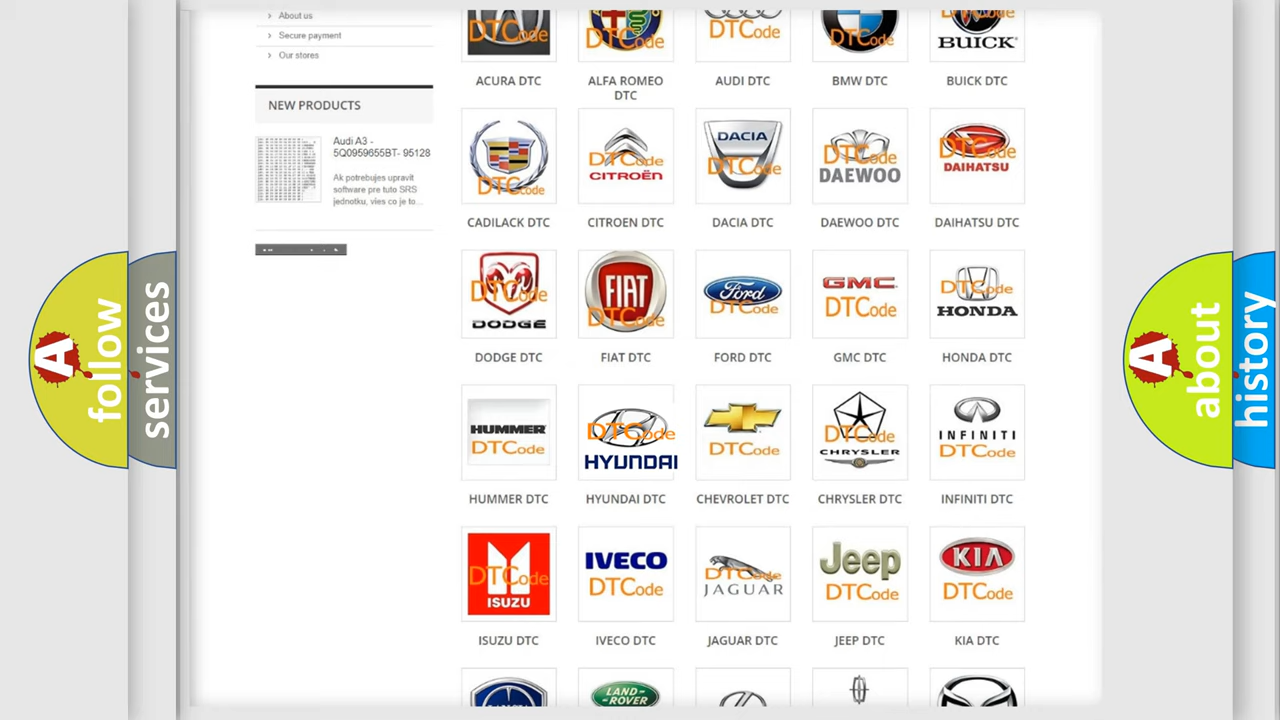 About us
Secure payment
Our stores
NEW PRODUCTS
Audi A3 -
5Q0959655BT- 95128
Ak potrebujes upravit
software pre tuto SRS
jednotku, vies co je to...
DTCode
DTCode
DTCode
DTCode
BUICK
ACURA DTC
ALFA ROMEO
DTC
AUDI DTC
BMW DTC
BUICK DTC
DTCode
DTCode
CITROËN
DACIA
DTCode
DTCode
DAEWOO
DTCode
DAIHATSU
CADILACK DTC
CITROEN DTC
DACIA DTC
DAEWOO DTC
DAIHATSU DTC
DTCode
DODGE
FIAT
DTCode
Ford
DTCode
GMC
DTCode
DTCode
HONDA
DODGE DTC
FIAT DTC
FORD DTC
GMC DTC
HONDA DTC
HUMMER
DTCode
DTCode
HYUNDAI
DTCode
DTCode
CHRYSLER
INFINITI
DTCode
HUMMER DTC
HYUNDAI DTC
CHEVROLET DTC
CHRYSLER DTC
INFINITI DTC
DTCode
ISUZU
IVECO
DTCode
DTCode
JAGUAR
Jeep
DTCode
KIA
DTCode
ISUZU DTC
IVECO DTC
JAGUAR DTC
JEEP DTC
KIA DTC
LAND-
ROVER
A
follow
services
A
about
history